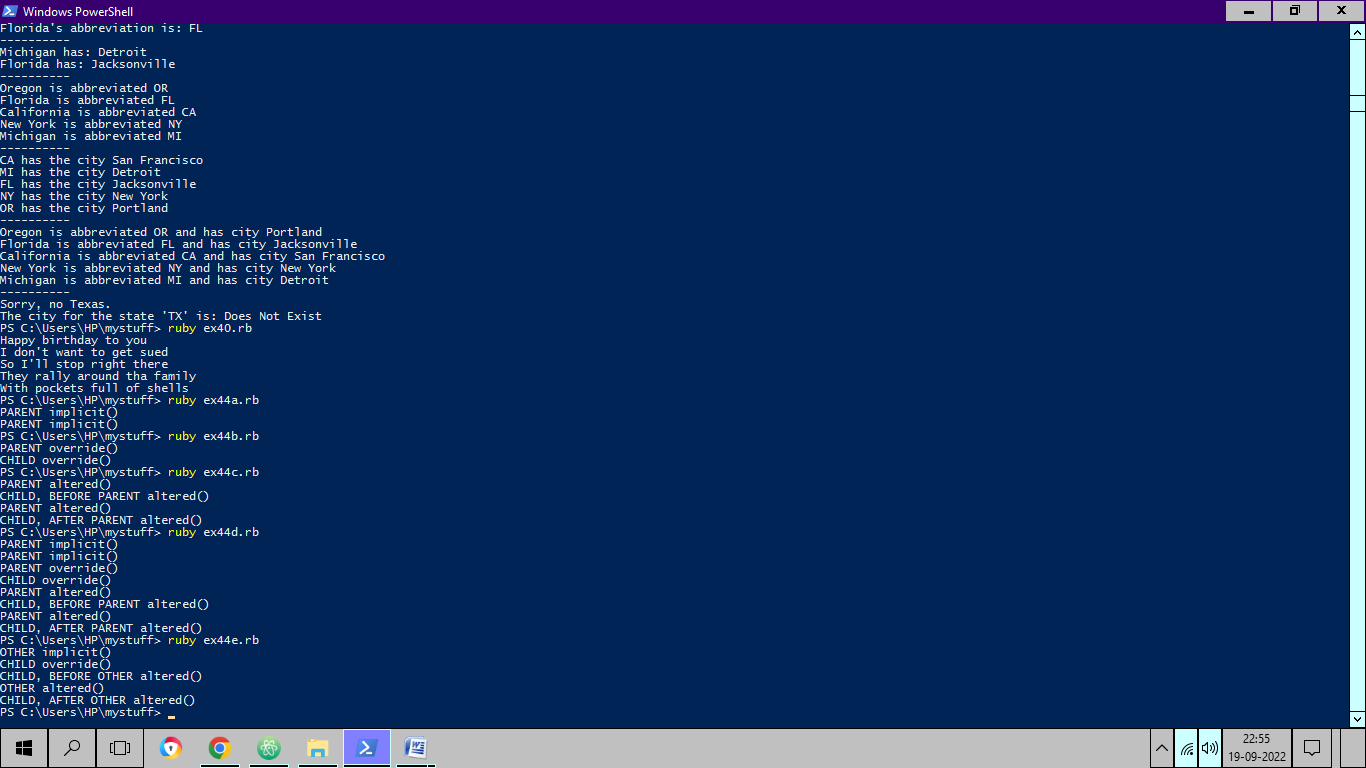 Windows PowerShell
Florida's abbreviation is: FL
----------
Michigan has: Detroit
Florida has: Jacksonville
----------
Oregon is abbreviated OR
Florida is abbreviated FL
California is abbreviated CA
New York is abbreviated NY
Michigan is abbreviated MI
----------
CA has the city San Francisco
MI has the city Detroit
FL has the city Jacksonville
NY has the city New York
OR has the city Portland
----------
Oregon is abbreviated OR and has city Portland
Florida is abbreviated FL and has city Jacksonville
California is abbreviated CA and has city San Francisco
New York is abbreviated NY and has city New York
Michigan is abbreviated MI and has city Detroit
----------
Sorry, no Texas.
The city for the state 'TX' is: Does Not Exist
PS C:\Users\HP\mystuff> ruby ex40.rb
Happy birthday to you
I don't want to get sued
So I'll stop right there
They rally around tha family
With pockets full of shells
PS C:\Users\HP\mystuff> ruby ex44a.rb
PARENT implicit()
PARENT implicit()
PS C:\Users\HP\mystuff> ruby ex44b.rb
PARENT override()
CHILD override()
PS C:\Users\HP\mystuff> ruby ex44c.rb
PARENT altered()
CHILD, BEFORE PARENT altered()
PARENT altered()
CHILD, AFTER PARENT altered()
PS C:\Users\HP\mystuff> ruby ex44d.rb
PARENT implicit()
PARENT implicit()
PARENT override()
CHILD override()
PARENT altered()
CHILD, BEFORE PARENT altered()
PARENT altered()
CHILD, AFTER PARENT altered()
PS C:\Users\HP\mystuff> ruby ex44e.rb
OTHER implicit()
CHILD override()
CHILD, BEFORE OTHER altered()
OTHER altered()
CHILD, AFTER OTHER altered()
PS C:\Users\HP\mystuff>
22:55
19-09-2022